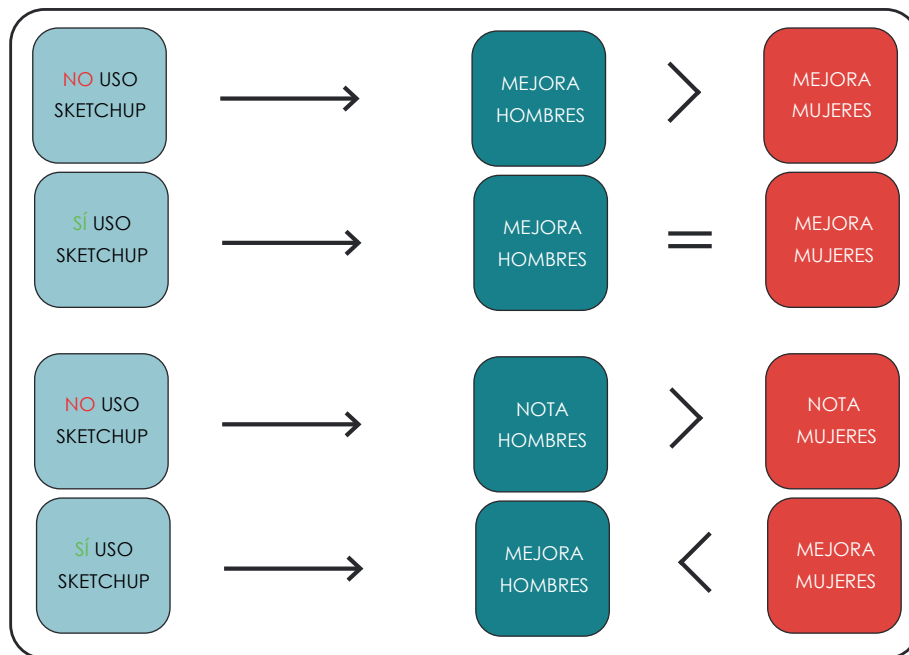 NO USO
SKETCHUP
MEJORA
HOMBRES
>
MEJORA
MUJERES
SÍ USO
SKETCHUP
MEJORA
HOMBRES
=
MEJORA
MUJERES
NO USO
SKETCHUP
NOTA
HOMBRES
>
NOTA
MUJERES
SÍ USO
SKETCHUP
MEJORA
HOMBRES
<
MEJORA
MUJERES